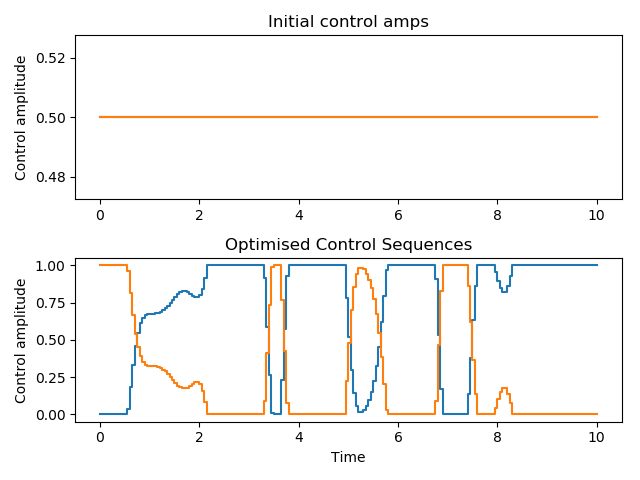 Initial control amps
Control amplitude
0.52
0.50
0.48
0 2 4 6 8 10
Optimised Control Sequences
Control amplitude
1.00
0.75
0.50
0.25
0.00
0 2 4 6 8 10
Time